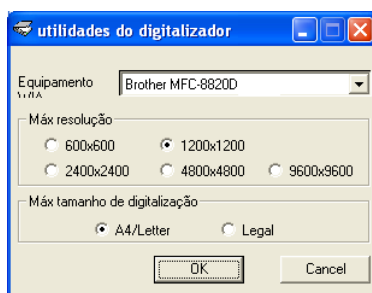 utilidades do digitalizador
Equipamento
Brother MFC-8820D
Máx resolução
600x600 1200x1200
2400x2400 4800x4800 9600x9600
Máx tamanho de digitalização
A4/Letter Legal
OK Cancel